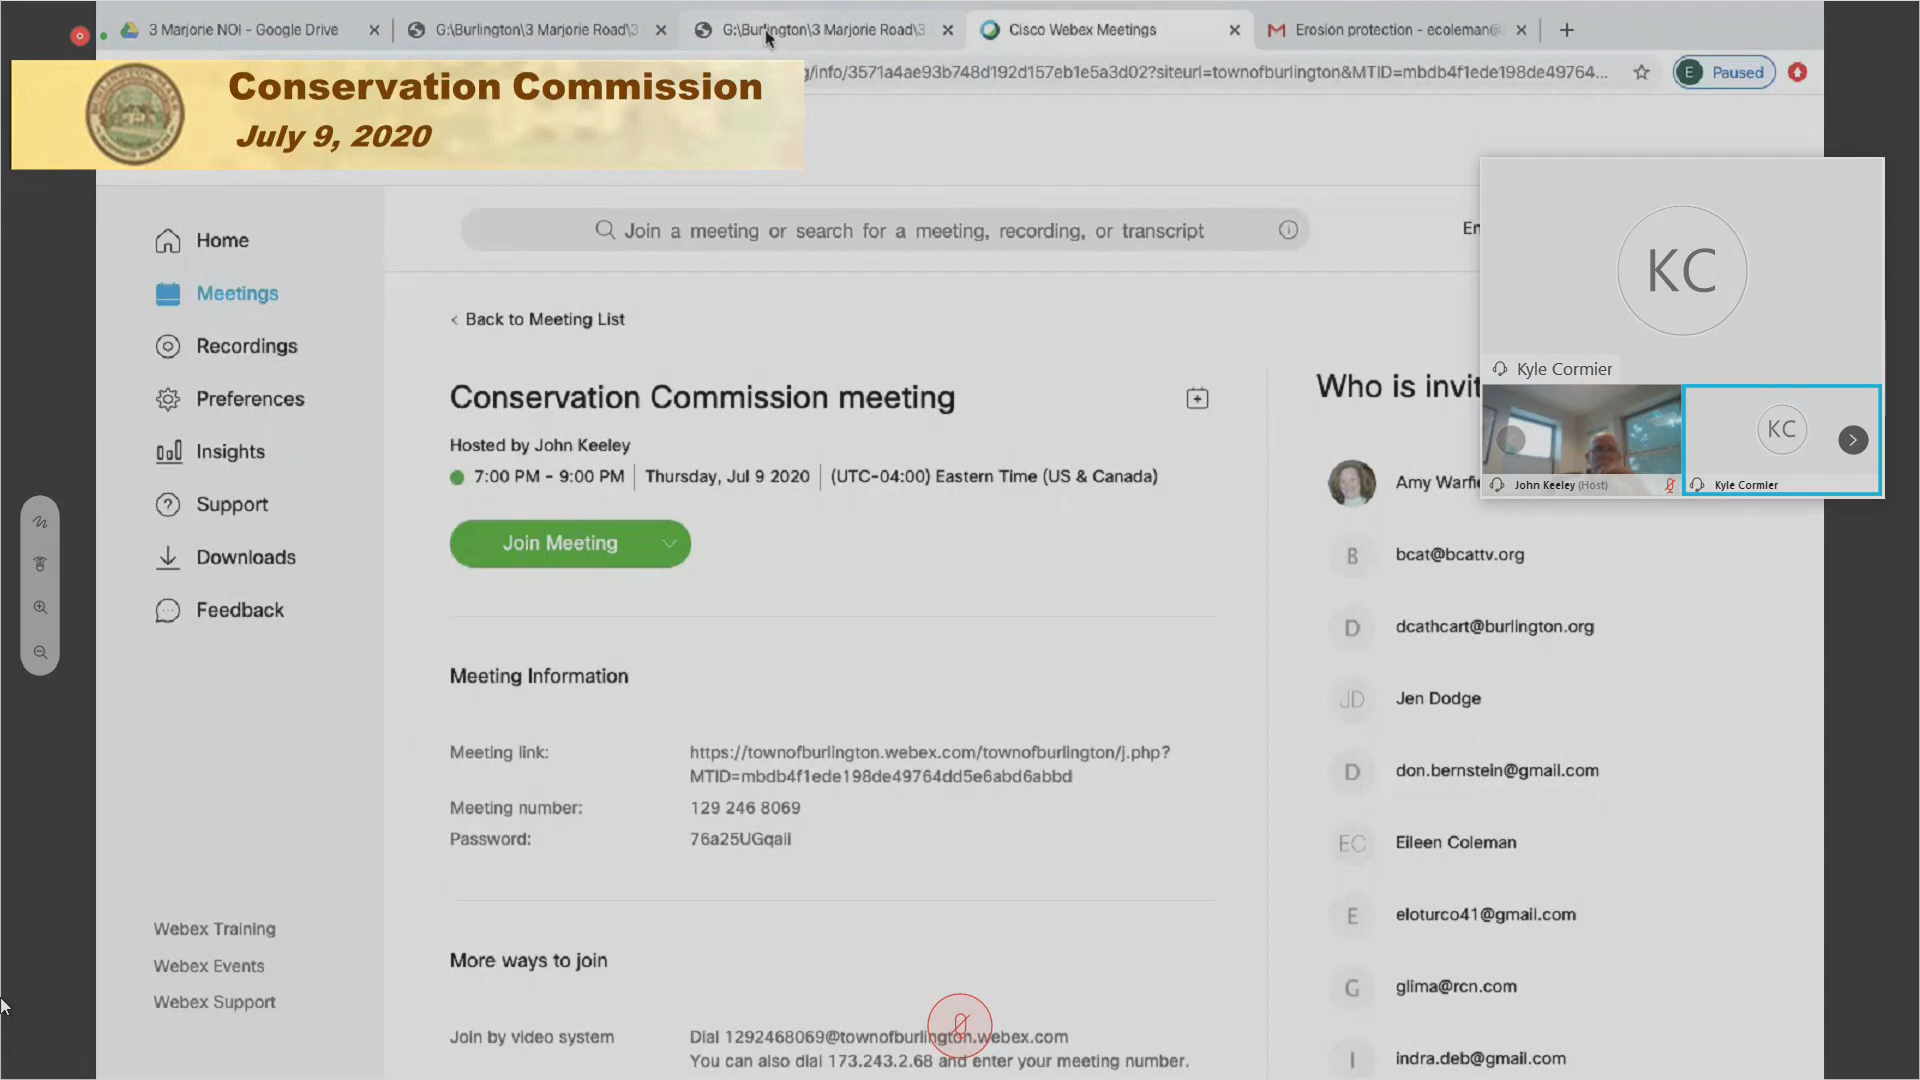 3 Marjorie NOI - Google Drive
G:\Burlington\3 Marjorie Road\3
G:\Burlington\3 Marjorie Road\3
Cisco Webex Meetings
Erosion protection - ecoleman@
g/info/3571a4ae93b748d192d157eb1e5a3d02?siteurl=townofburlington&MTID=mbdb4f1ede198de49764...
E
Paused
Conservation Commission
July 9, 2020
Home
Meetings
Recordings
Preferences
Insights
Support
Downloads
Feedback
Webex Training
Webex Events
Webex Support
Join a meeting or search for a meeting, recording, or transcript
En
Back to Meeting List
Conservation Commission meeting
Hosted by John Keeley
7:00 PM - 9:00 PM
Thursday, Jul 9 2020
(UTC-04:00) Eastern Time (US & Canada)
Join Meeting
Meeting Information
Meeting link:
https://townofburlington.webex.com/townofburlington/j.php?
MTID=mbdb4f1ede198de49764dd5e6abd6abbd
Meeting number:
129 246 8069
Password:
More ways to join
Join by video system
Dial 1292468069@townofburlington.webex.com
You can also dial 173.243.2.68 and enter your meeting number.
Who is invit
Amy Warfie
B
bcat@bcattv.org
D
dcathcart@burlington.org
JD
Jen Dodge
D
don.bernstein@gmail.com
EC
Eileen Coleman
E
eloturco41@gmail.com
G
glima@rcn.com
I
indra.deb@gmail.com
KC
Kyle Cormier
John Keeley (Host)
KC
Kyle Cormier